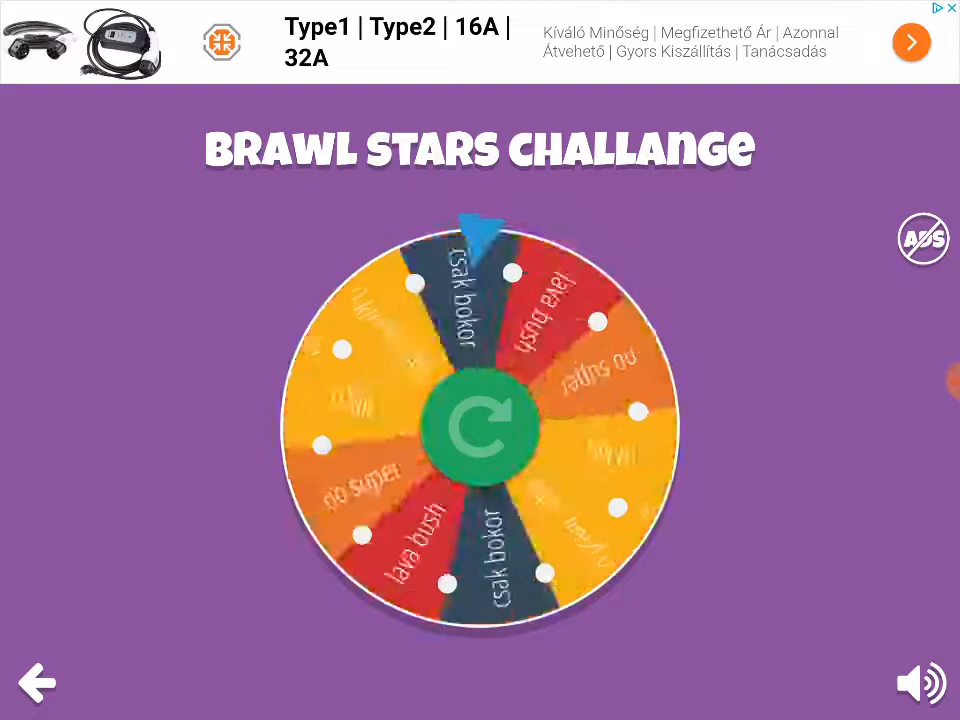 Type1 | Type2 | 16A |
32A
Kíváló Minőség | Megfizethető Ár | Azonnal
Átvehető | Gyors Kiszállítás | Tanácsadás
BRAWL STARS CHALLANGE
ADS
csak bokor
lava bush
no super
no super
lava bush
csak bokor